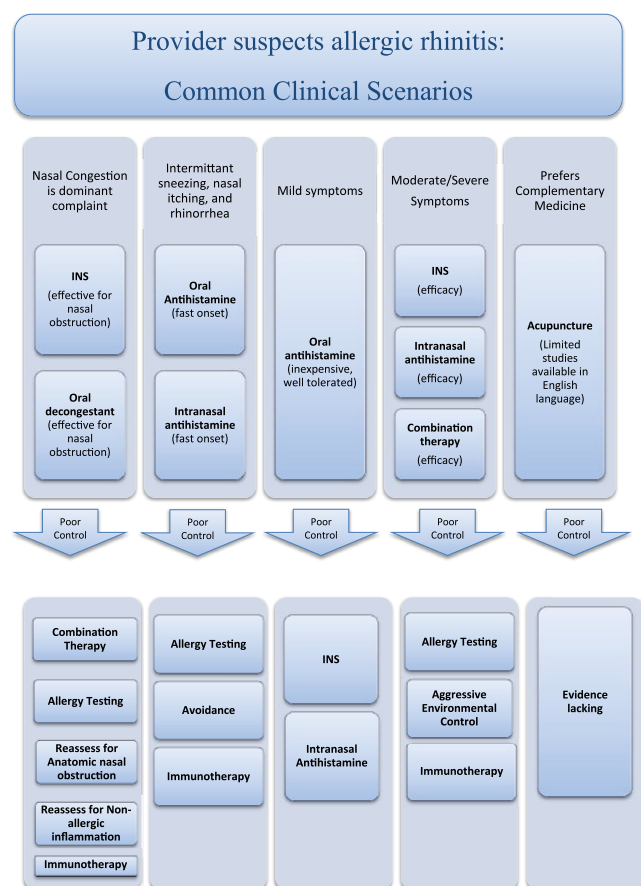 Provider suspects allergic rhinitis:
Common Clinical Scenarios
Nasal Congestion
is dominant
complaint
INS
(effective for
nasal
obstruction)
Oral
decongestant
(effective for
nasal
obstruction)
Intermittant
sneezing, nasal
itching, and
rhinorrhea
Oral
Antihistamine
(fast onset)
Intranasal
antihistamine
(fast onset)
Mild symptoms
Oral
antihistamine
(inexpensive,
well tolerated)
Moderate/Severe
Symptoms
INS
(efficacy)
Intranasal
antihistamine
(efficacy)
Combination
therapy
(efficacy)
Prefers
Complementary
Medicine
Acupuncture
(Limited
studies
available in
English
language)
Poor
Control
Poor
Control
Poor
Control
Poor
Control
Poor
Control
Combination
Therapy
Allergy Testing
Reassess for
Anatomic nasal
obstruction
Reassess for Non-
allergic
inflammation
Immunotherapy
Allergy Testing
Avoidance
Immunotherapy
INS
Intranasal
Antihistamine
Allergy Testing
Aggressive
Environmental
Control
Immunotherapy
Evidence
lacking